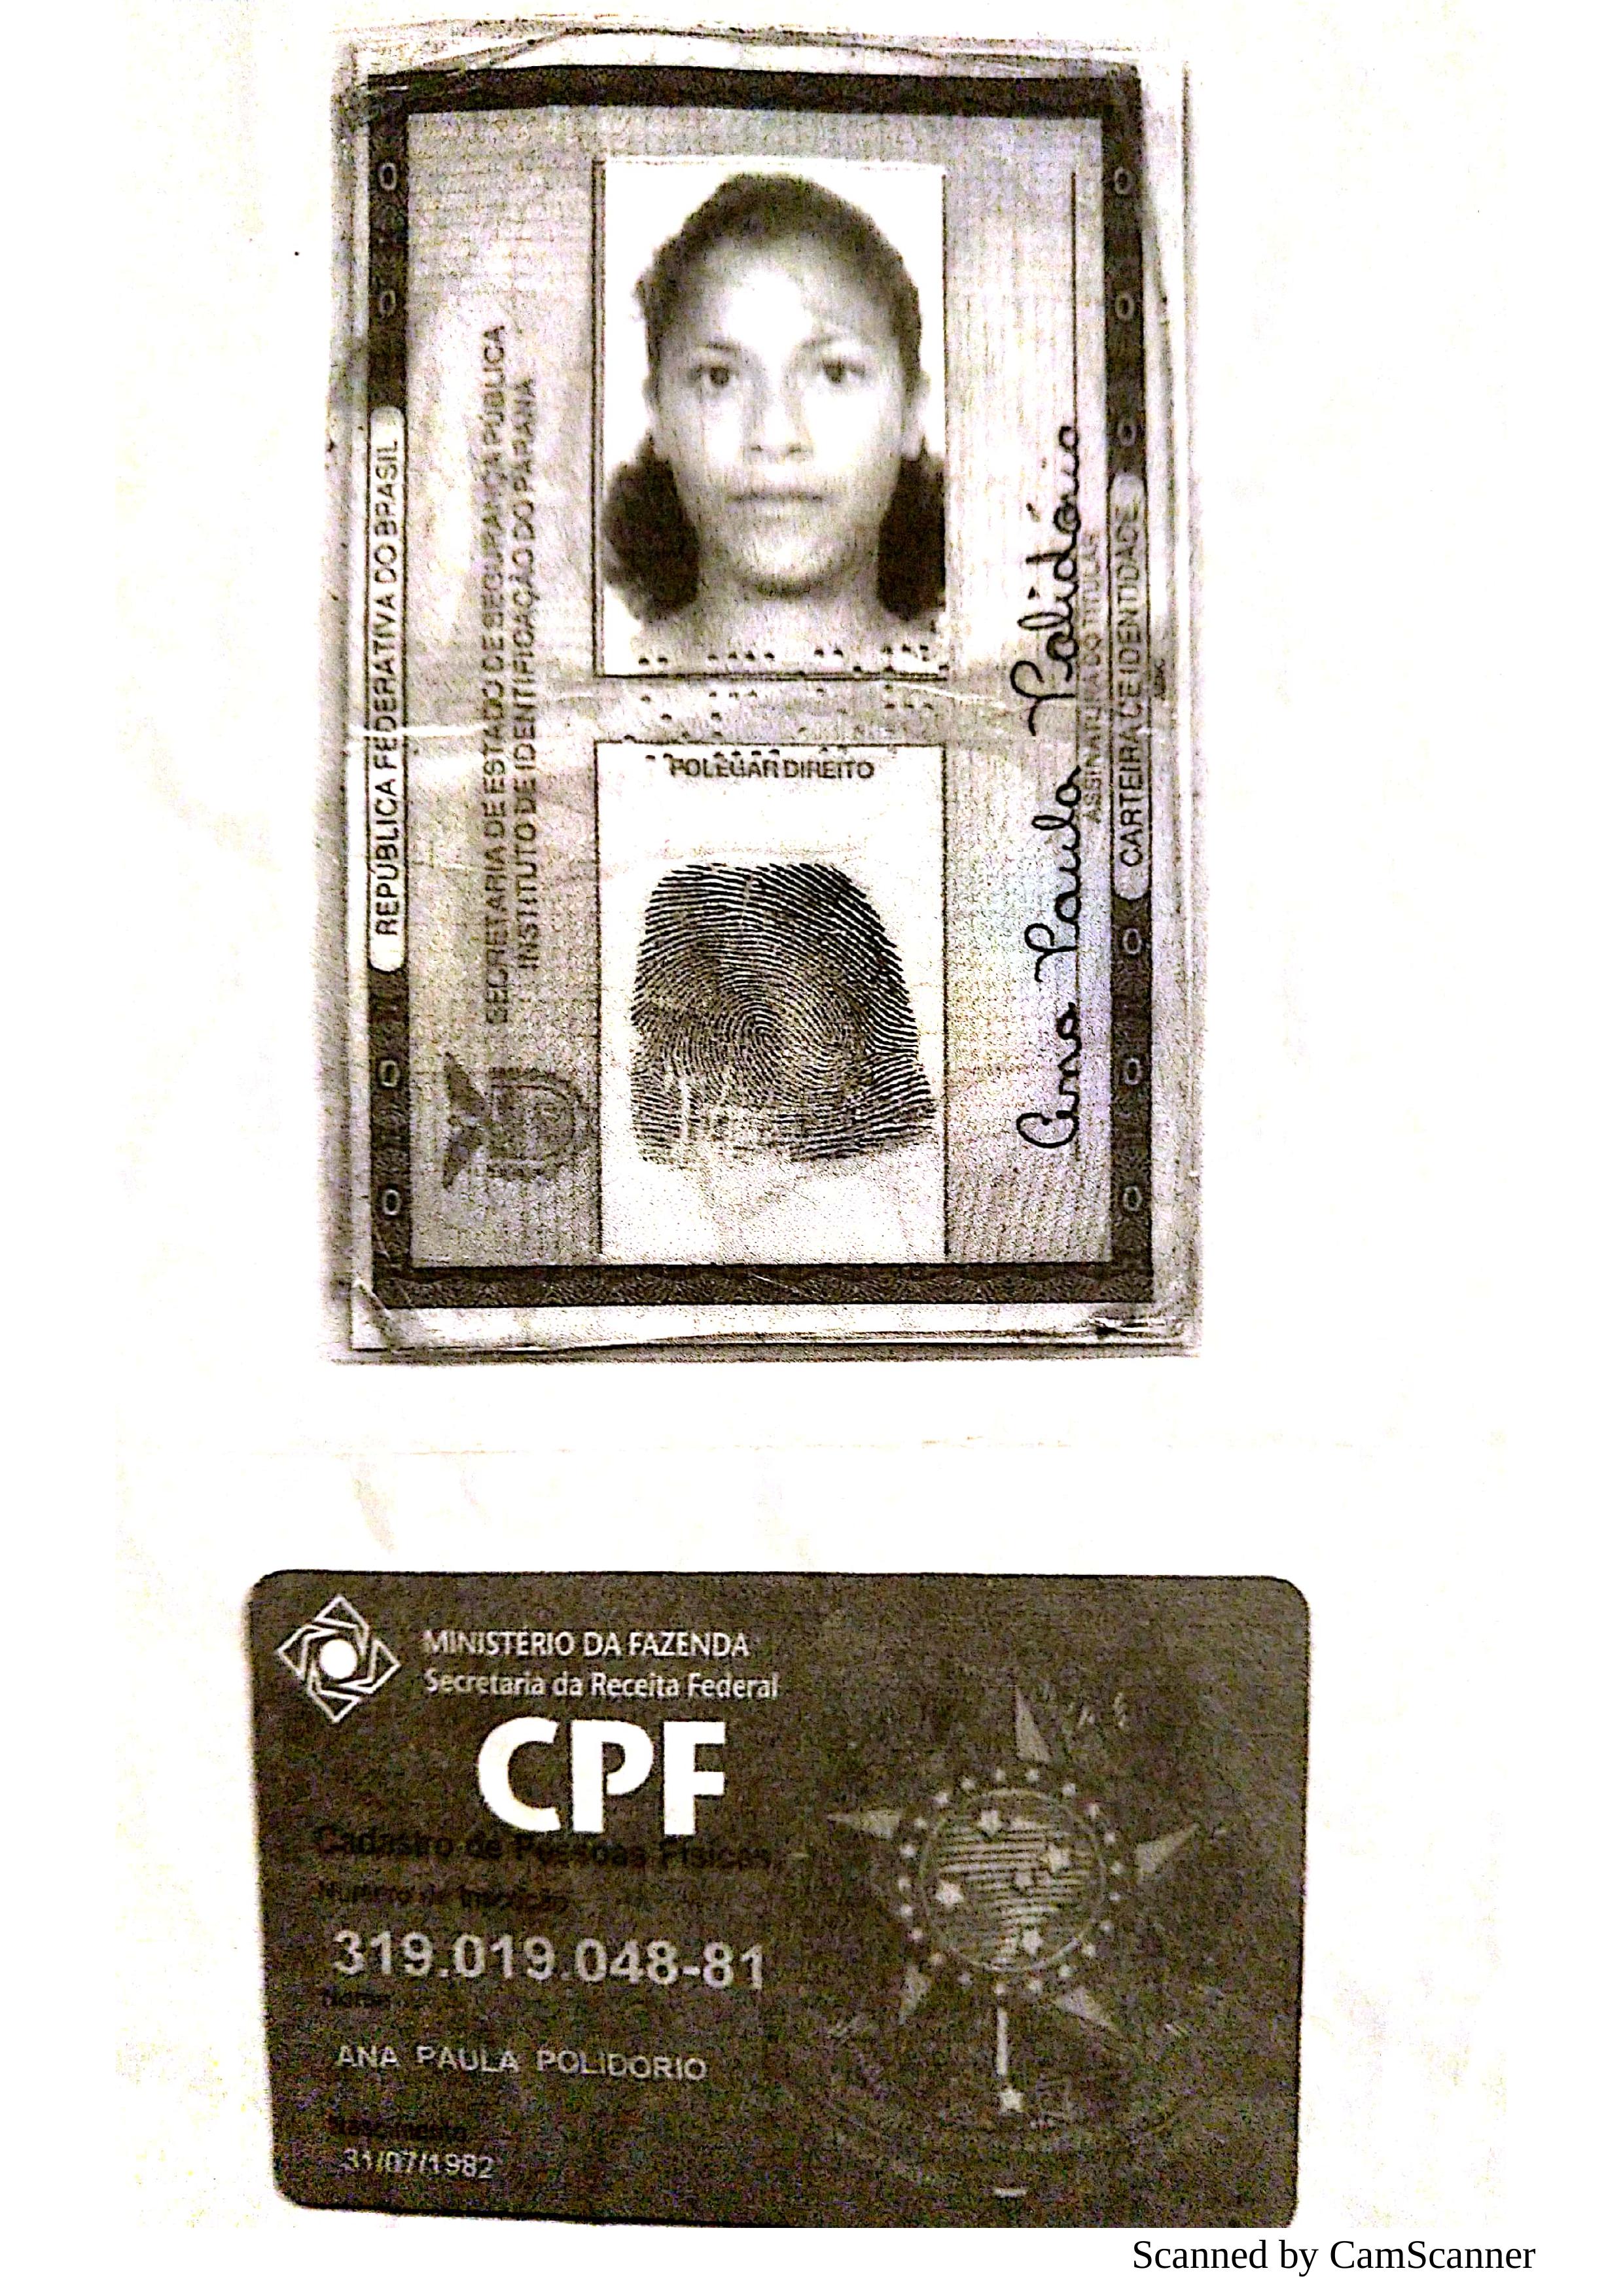 REPÚBLICA FEDERATIVA DO BRASIL
SECRETARIA DE ESTADO DE SEGURANÇA PÚBLICA
INSTITUTO DE IDENTIFICAÇÃO DO PARANÁ
POLEGAR DIREITO
Ana Paula Polidório
ASSINATURA DO TITULAR
CARTEIRA DE IDENTIDADE
MINISTÉRIO DA FAZENDA
Secretaria da Receita Federal
CPF
Cadastro de Pessoas Físicas
Número de Inscrição
319.019.048-81
Nome
ANA PAULA POLIDORIO
Nascimento
31/07/1982
Scanned by CamScanner